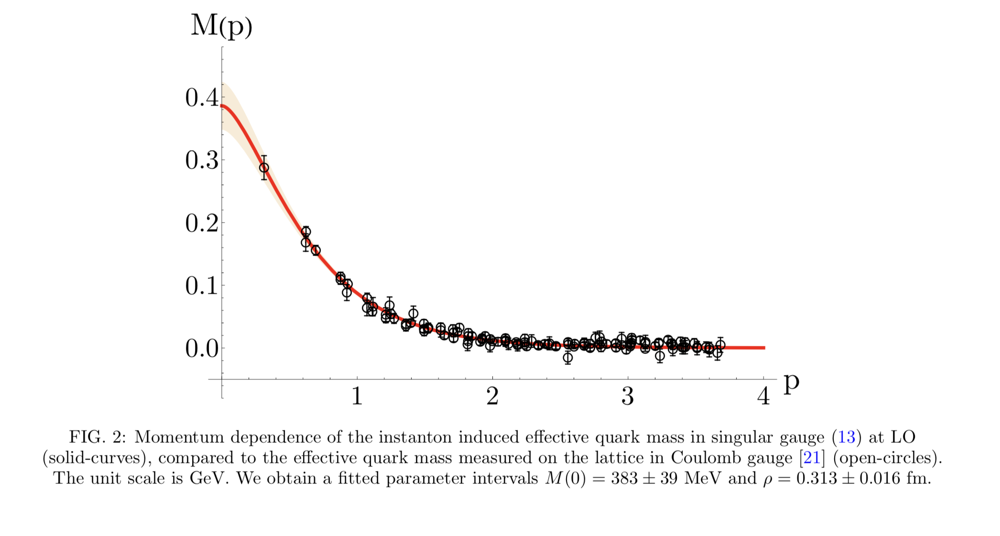 M(p)
0.4
0.3
0.2
0.1
0.0
1 2 3 4 p
FIG. 2: Momentum dependence of the instanton induced effective quark mass in singular gauge (13) at LO
(solid-curves), compared to the effective quark mass measured on the lattice in Coulomb gauge [21] (open-circles).
The unit scale is GeV. We obtain a fitted parameter intervals M(0) = 383 ± 39 MeV and ρ = 0.313 ± 0.016 fm.